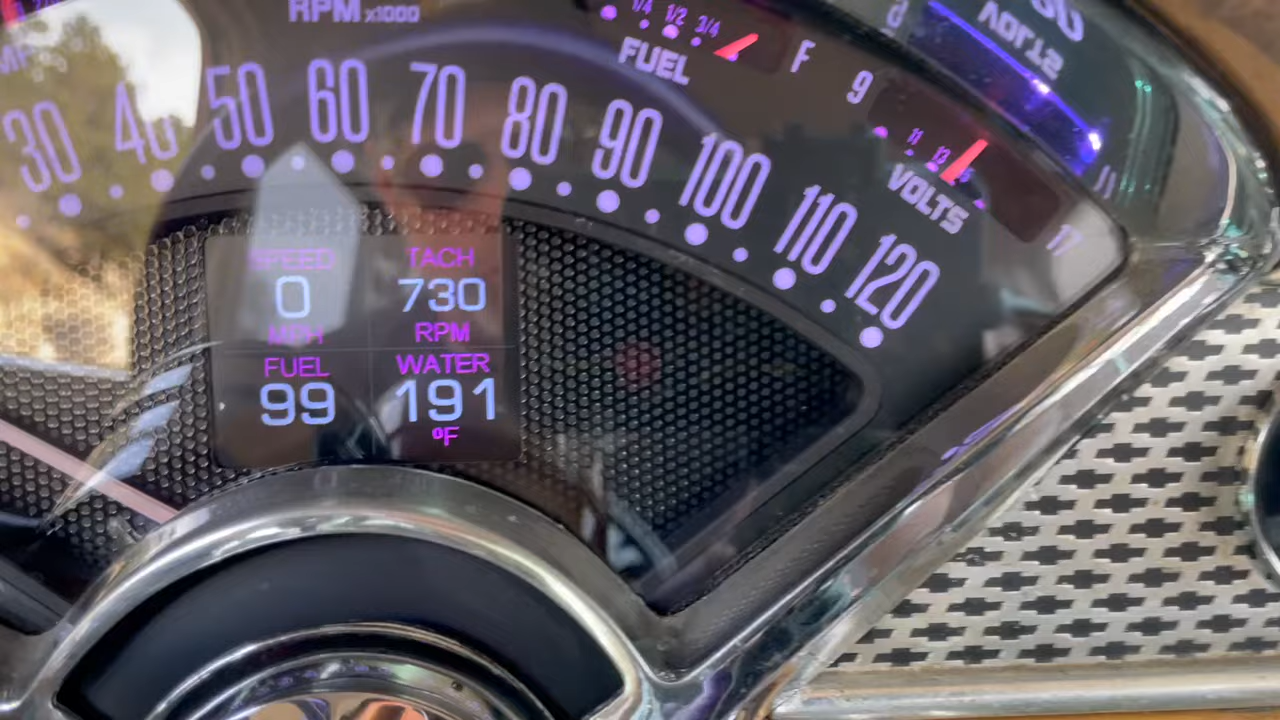 RPM x1000
1/4 1/2 3/4
FUEL
F
9
11 13
VOLTS
17
VOLTS
30 40 50 60 70 80 90 100 110 120
SPEED
0
MPH
TACH
730
RPM
FUEL
99
WATER
191
ºF